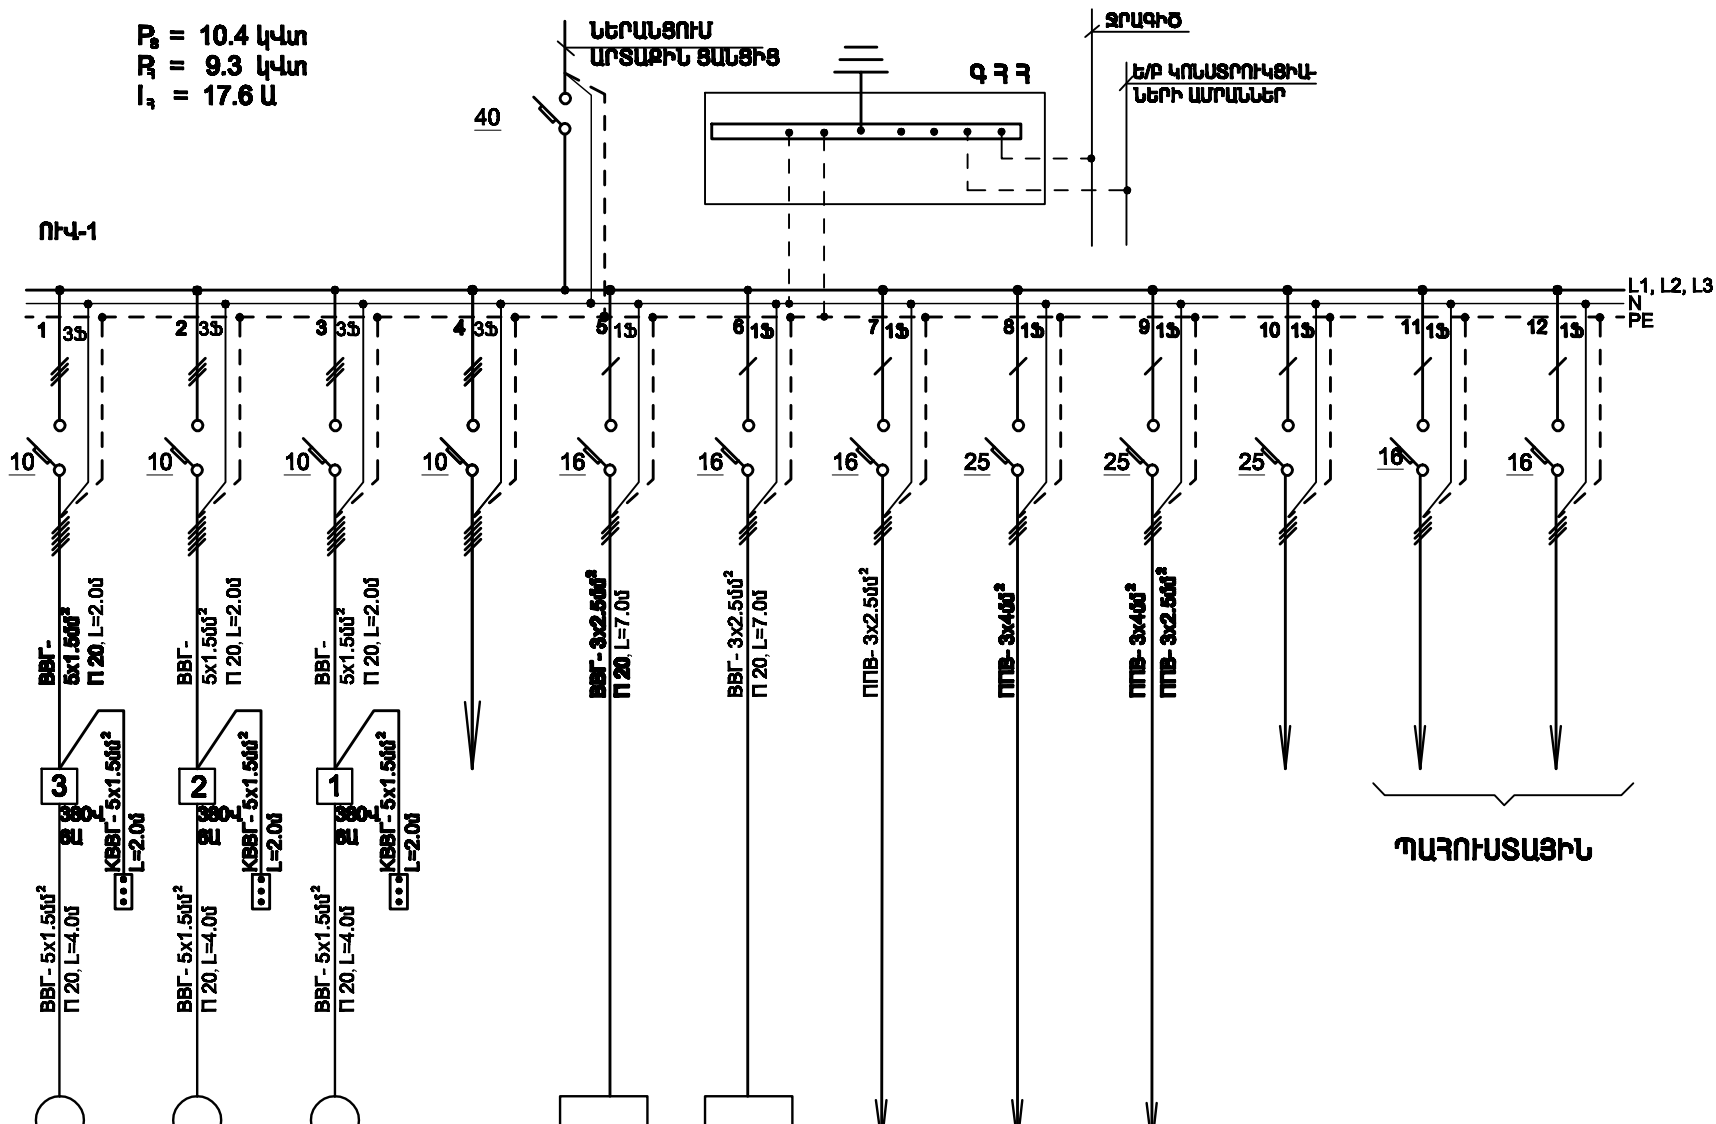 Pց = 10.4 կՎտ
Pհ = 9.3 կՎտ
Iհ = 17.6 Ա
ՆԵՐԱՆՑՈՒՄ
ԱՐՏԱՔԻՆ ՑԱՆՑԻՑ
40
Գ Հ Հ
ՋՐԱԳԻԾ
Ե/Բ ԿՈՆՍՏՐՈՒԿՑԻԱ-
ՆԵՐԻ ԱՄՐԱՆՆԵՐ
ՈՒՎ-1
L1, L2, L3
N
PE
1 3Ֆ
2 3Ֆ
3 3Ֆ
4 3Ֆ
5 1Ֆ
6 1Ֆ
7 1Ֆ
8 1Ֆ
9 1Ֆ
10 1Ֆ
11 1Ֆ
12 1Ֆ
10
10
10
10
16
16
16
25
25
25
16
16
ВВГ-
5x1.5մմ²
П 20, L=2.0մ
ВВГ-
5x1.5մմ²
П 20, L=2.0մ
ВВГ-
5x1.5մմ²
П 20, L=2.0մ
ВВГ- 3x2.5մմ²
П 20, L=7.0մ
ВВГ- 3x2.5մմ²
П 20, L=7.0մ
ППВ- 3x2.5մմ²
ППВ- 3x4մմ²
ППВ- 3x4մմ²
ППВ- 3x2.5մմ²
3
380Վ
6Ա
КВВГ- 5x1.5մմ²
L=2.0մ
2
380Վ
6Ա
КВВГ- 5x1.5մմ²
L=2.0մ
1
380Վ
6Ա
КВВГ- 5x1.5մմ²
L=2.0մ
ՊԱՀՈՒՍՏԱՅԻՆ
ВВГ- 5x1.5մմ²
П 20, L=4.0մ
ВВГ- 5x1.5մմ²
П 20, L=4.0մ
ВВГ- 5x1.5մմ²
П 20, L=4.0մ